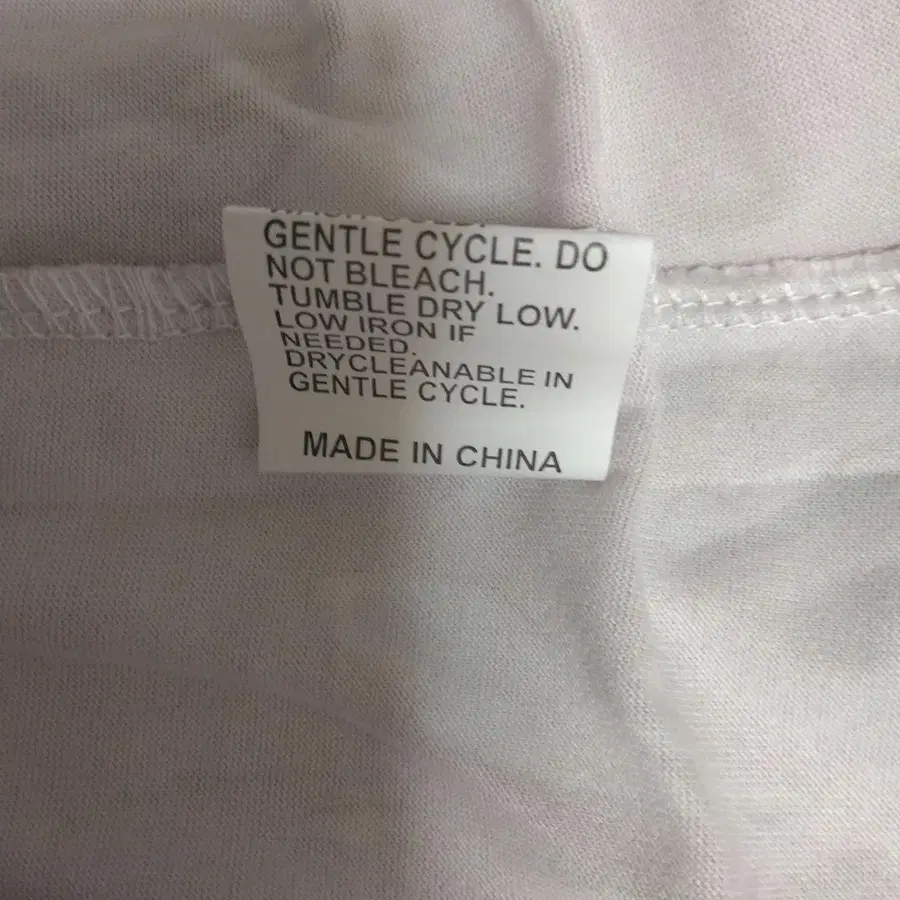 GENTLE CYCLE. DO
NOT BLEACH.
TUMBLE DRY LOW.
LOW IRON IF
NEEDED.
DRYCLEANABLE IN
GENTLE CYCLE.
MADE IN CHINA